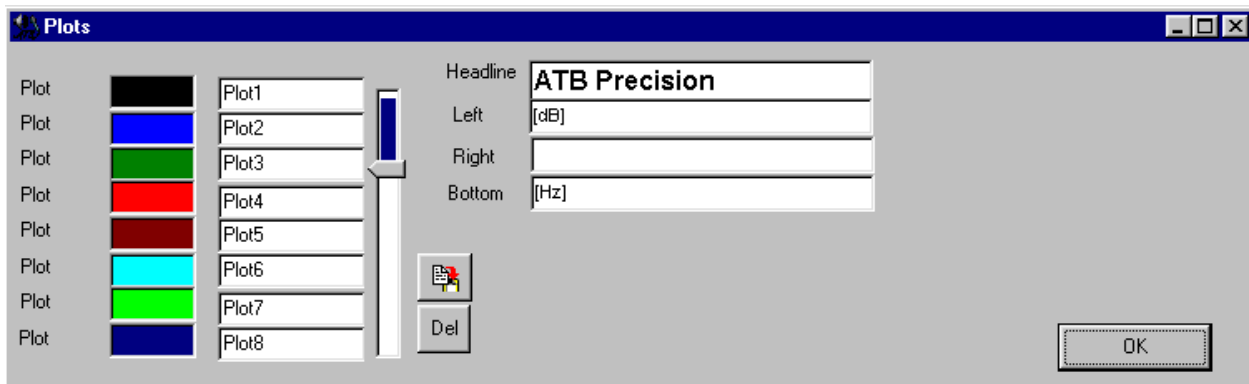 Plots
Plot Plot1
Plot Plot2
Plot Plot3
Plot Plot4
Plot Plot5
Plot Plot6
Plot Plot7
Plot Plot8
Headline ATB Precision
Left [dB]
Right
Bottom [Hz]
Del
OK